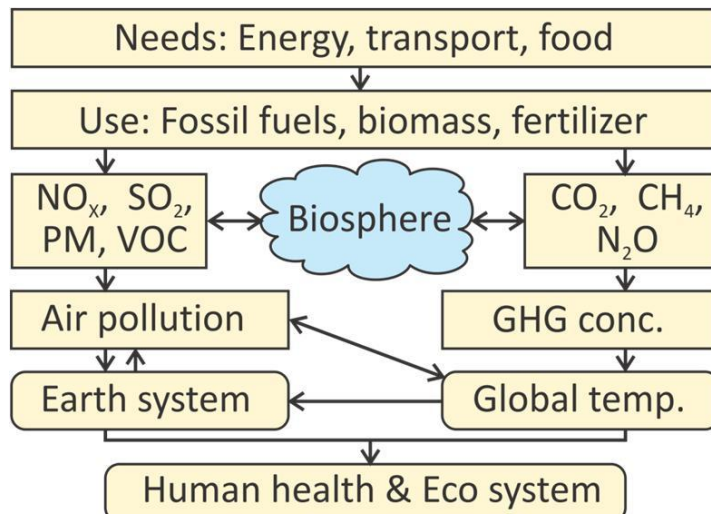 Needs: Energy, transport, food
Use: Fossil fuels, biomass, fertilizer
NOₓ, SO₂,
PM, VOC
Biosphere
CO₂, CH₄,
N₂O
Air pollution
GHG conc.
Earth system
Global temp.
Human health & Eco system